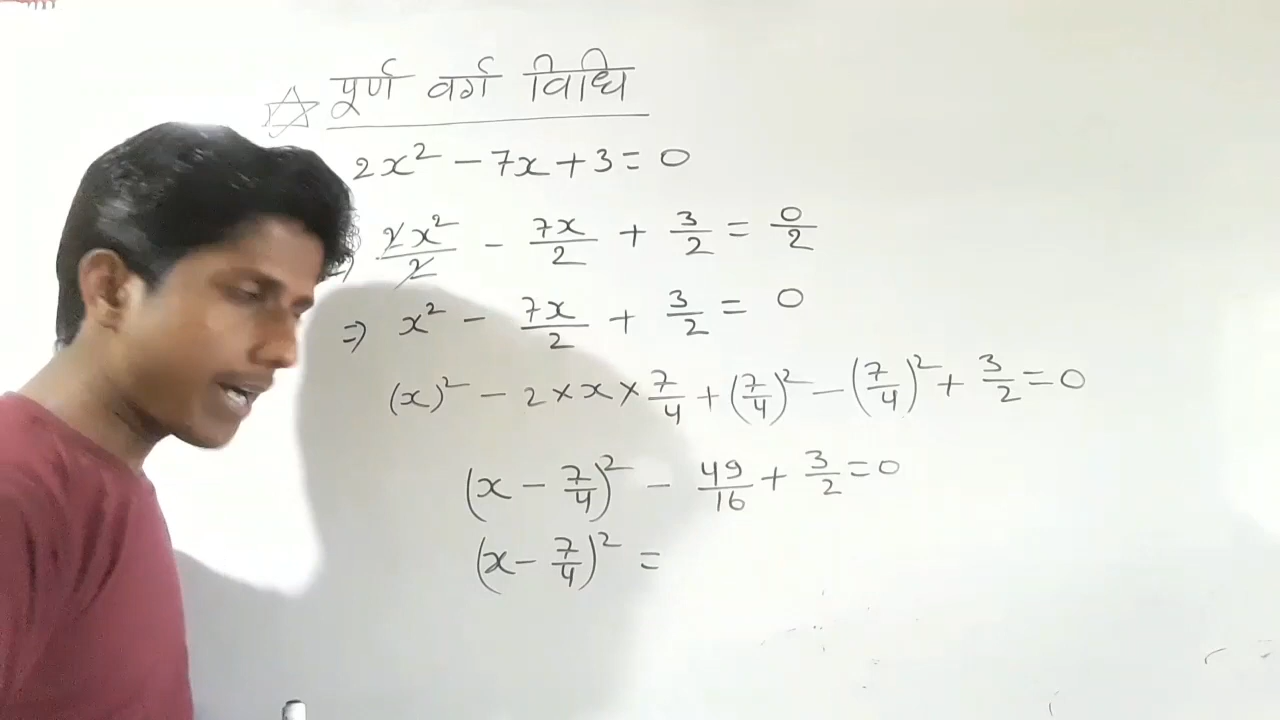 ☆ पूर्ण वर्ग विधि
2x² - 7x + 3 = 0
⇒ 2x²/2 - 7x/2 + 3/2 = 0/2
⇒ x² - 7x/2 + 3/2 = 0
(x)² - 2 × x × 7/4 + (7/4)² - (7/4)² + 3/2 = 0
(x - 7/4)² - 49/16 + 3/2 = 0
(x - 7/4)² =